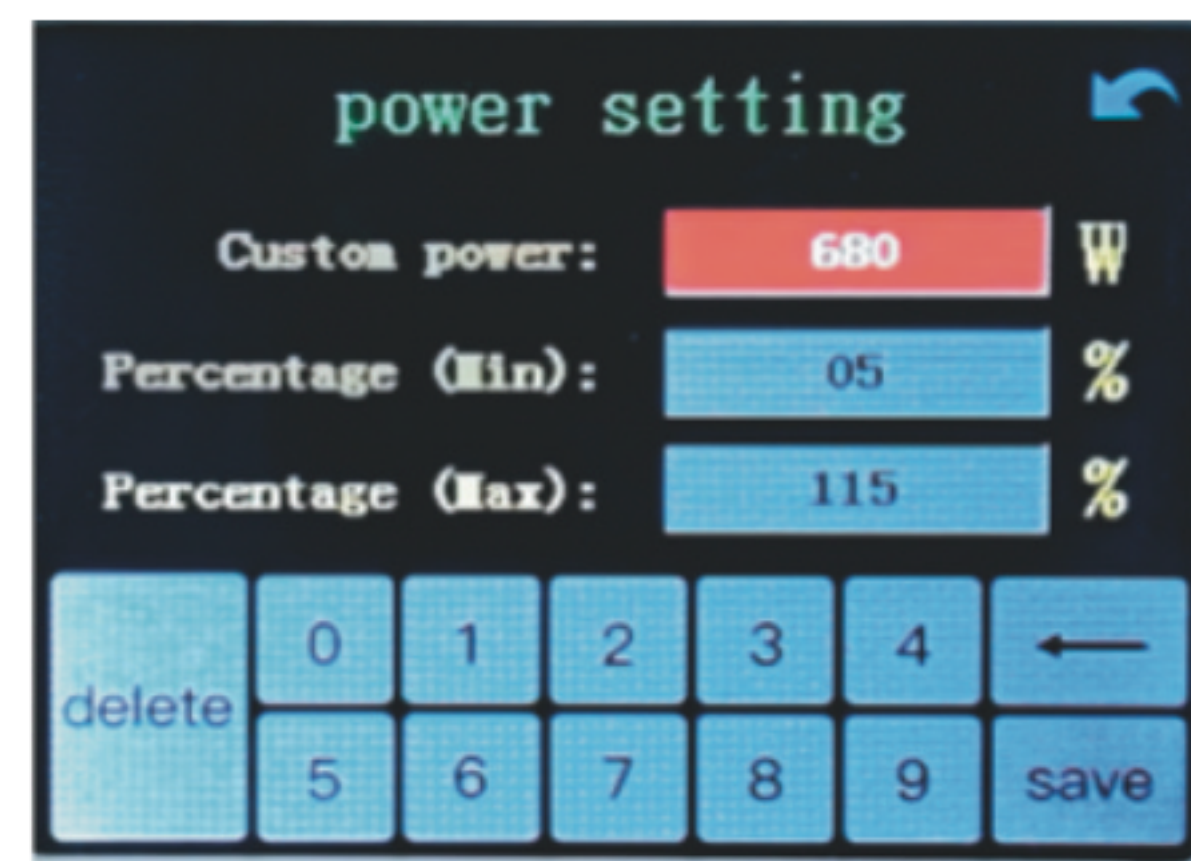 power setting
Custom power: 680 W
Percentage (Min): 05 %
Percentage (Max): 115 %
delete 0 1 2 3 4
5 6 7 8 9 save